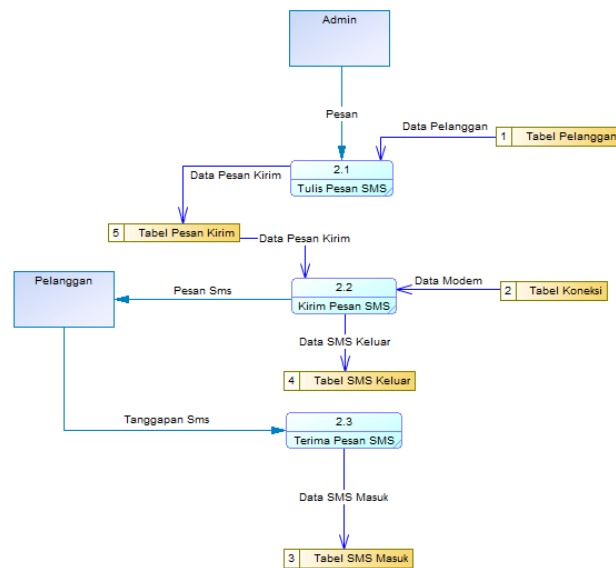 Admin
Pesan
Data Pelanggan
1 Tabel Pelanggan
2.1
Tulis Pesan SMS
Data Pesan Kirim
5 Tabel Pesan Kirim
Data Pesan Kirim
Pelanggan
Pesan Sms
2.2
Kirim Pesan SMS
Data Modem
2 Tabel Koneksi
Data SMS Keluar
4 Tabel SMS Keluar
Tanggapan Sms
2.3
Terima Pesan SMS
Data SMS Masuk
3 Tabel SMS Masuk